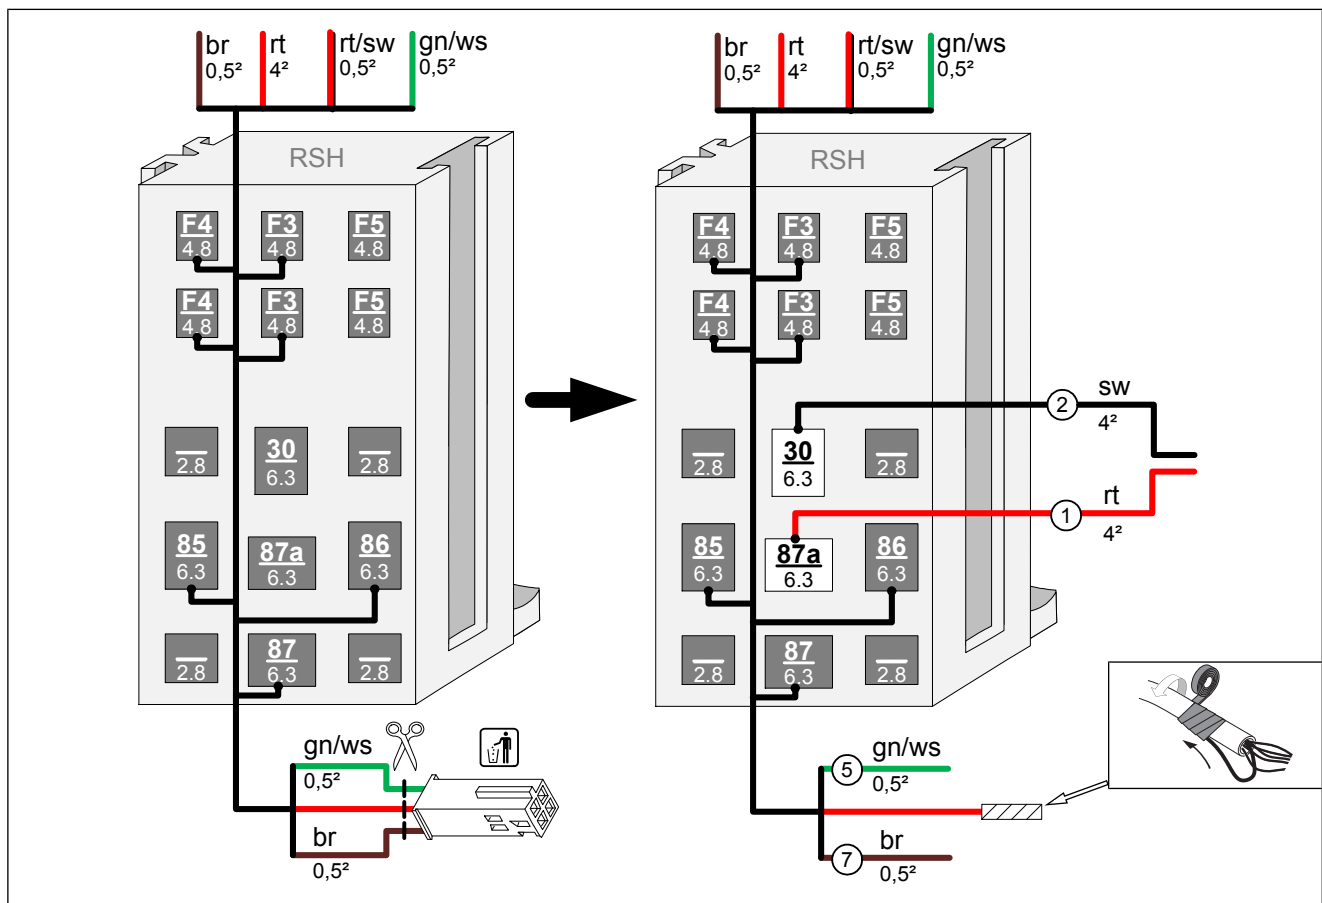 br
0,5²
rt
4²
rt/sw
0,5²
gn/ws
0,5²
RSH
F4
4.8
F3
4.8
F5
4.8
F4
4.8
F3
4.8
F5
4.8
2.8
30
6.3
2.8
85
6.3
87a
6.3
86
6.3
2.8
87
6.3
2.8
gn/ws
0,5²
br
0,5²
br
0,5²
rt
4²
rt/sw
0,5²
gn/ws
0,5²
RSH
F4
4.8
F3
4.8
F5
4.8
F4
4.8
F3
4.8
F5
4.8
2
sw
4²
2.8
30
6.3
2.8
1
rt
4²
85
6.3
87a
6.3
86
6.3
2.8
87
6.3
2.8
5
gn/ws
0,5²
7
br
0,5²